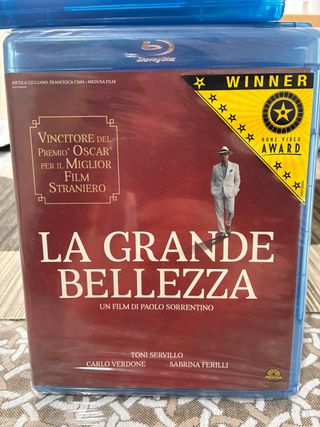 Blu-ray Disc
NICOLA GIULIANO, FRANCESCA CIMA e MEDUSA FILM
WINNER
HOME VIDEO
AWARD
VINCITORE DEL
PREMIO OSCAR®
PER IL MIGLIOR
FILM
STRANIERO
LA GRANDE
BELLEZZA
UN FILM DI PAOLO SORRENTINO
TONI SERVILLO
CARLO VERDONE SABRINA FERILLI